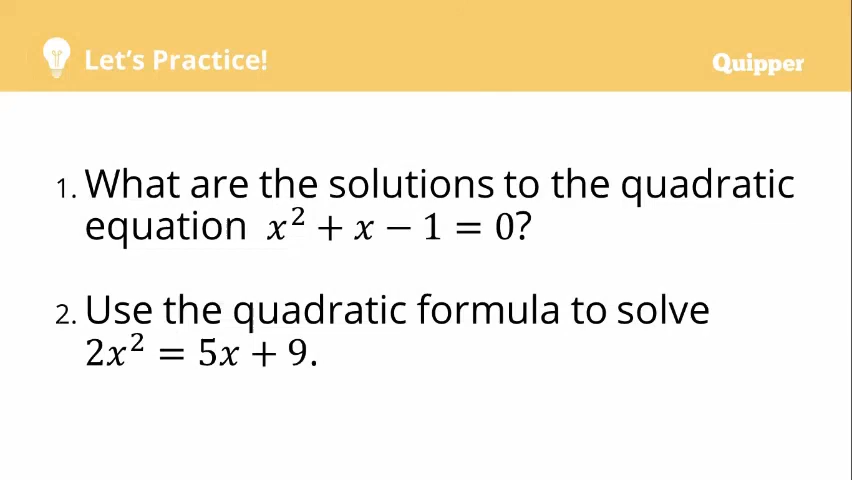 Let's Practice!
Quipper
1. What are the solutions to the quadratic
equation x² + x − 1 = 0?
2. Use the quadratic formula to solve
2x² = 5x + 9.